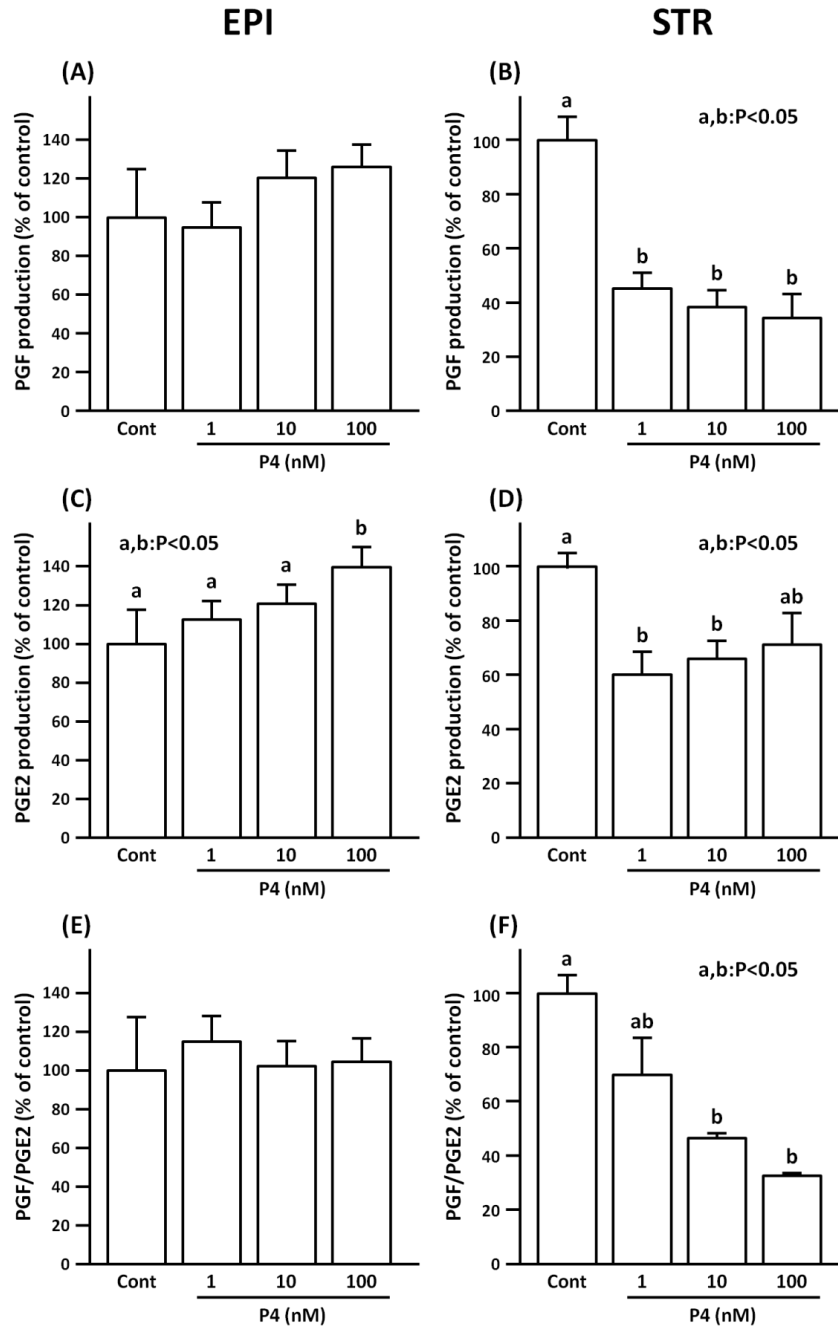 EPI
STR
(A)
PGF production (% of control)
140
120
100
80
60
40
20
0
Cont
1
10
100
P4 (nM)
(B)
PGF production (% of control)
a,b:P<0.05
100
80
60
40
20
0
a
b
b
b
Cont
1
10
100
P4 (nM)
(C)
PGE2 production (% of control)
a,b:P<0.05
140
120
100
80
60
40
20
0
a
a
a
b
Cont
1
10
100
P4 (nM)
(D)
PGE2 production (% of control)
a,b:P<0.05
100
80
60
40
20
0
a
b
b
ab
Cont
1
10
100
P4 (nM)
(E)
PGF/PGE2 (% of control)
140
120
100
80
60
40
20
0
Cont
1
10
100
P4 (nM)
(F)
PGF/PGE2 (% of control)
a,b:P<0.05
100
80
60
40
20
0
a
ab
b
b
Cont
1
10
100
P4 (nM)